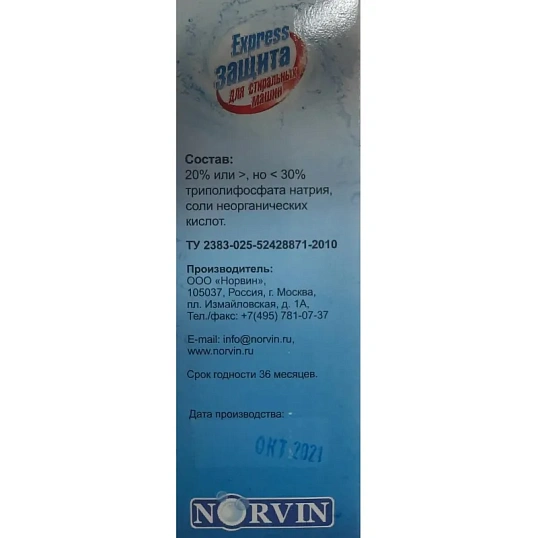 Express
защита
для стиральных
машин
Состав:
20% или >, но < 30%
триполифосфата натрия,
соли неорганических
кислот.
ТУ 2383-025-52428871-2010
Производитель:
ООО «Норвин»,
105037, Россия, г. Москва,
пл. Измайловская, д. 1А,
Тел./факс: +7(495) 781-07-37
E-mail: info@norvin.ru,
www.norvin.ru
Срок годности 36 месяцев.
Дата производства:
ОКТ 2021
NORVIN